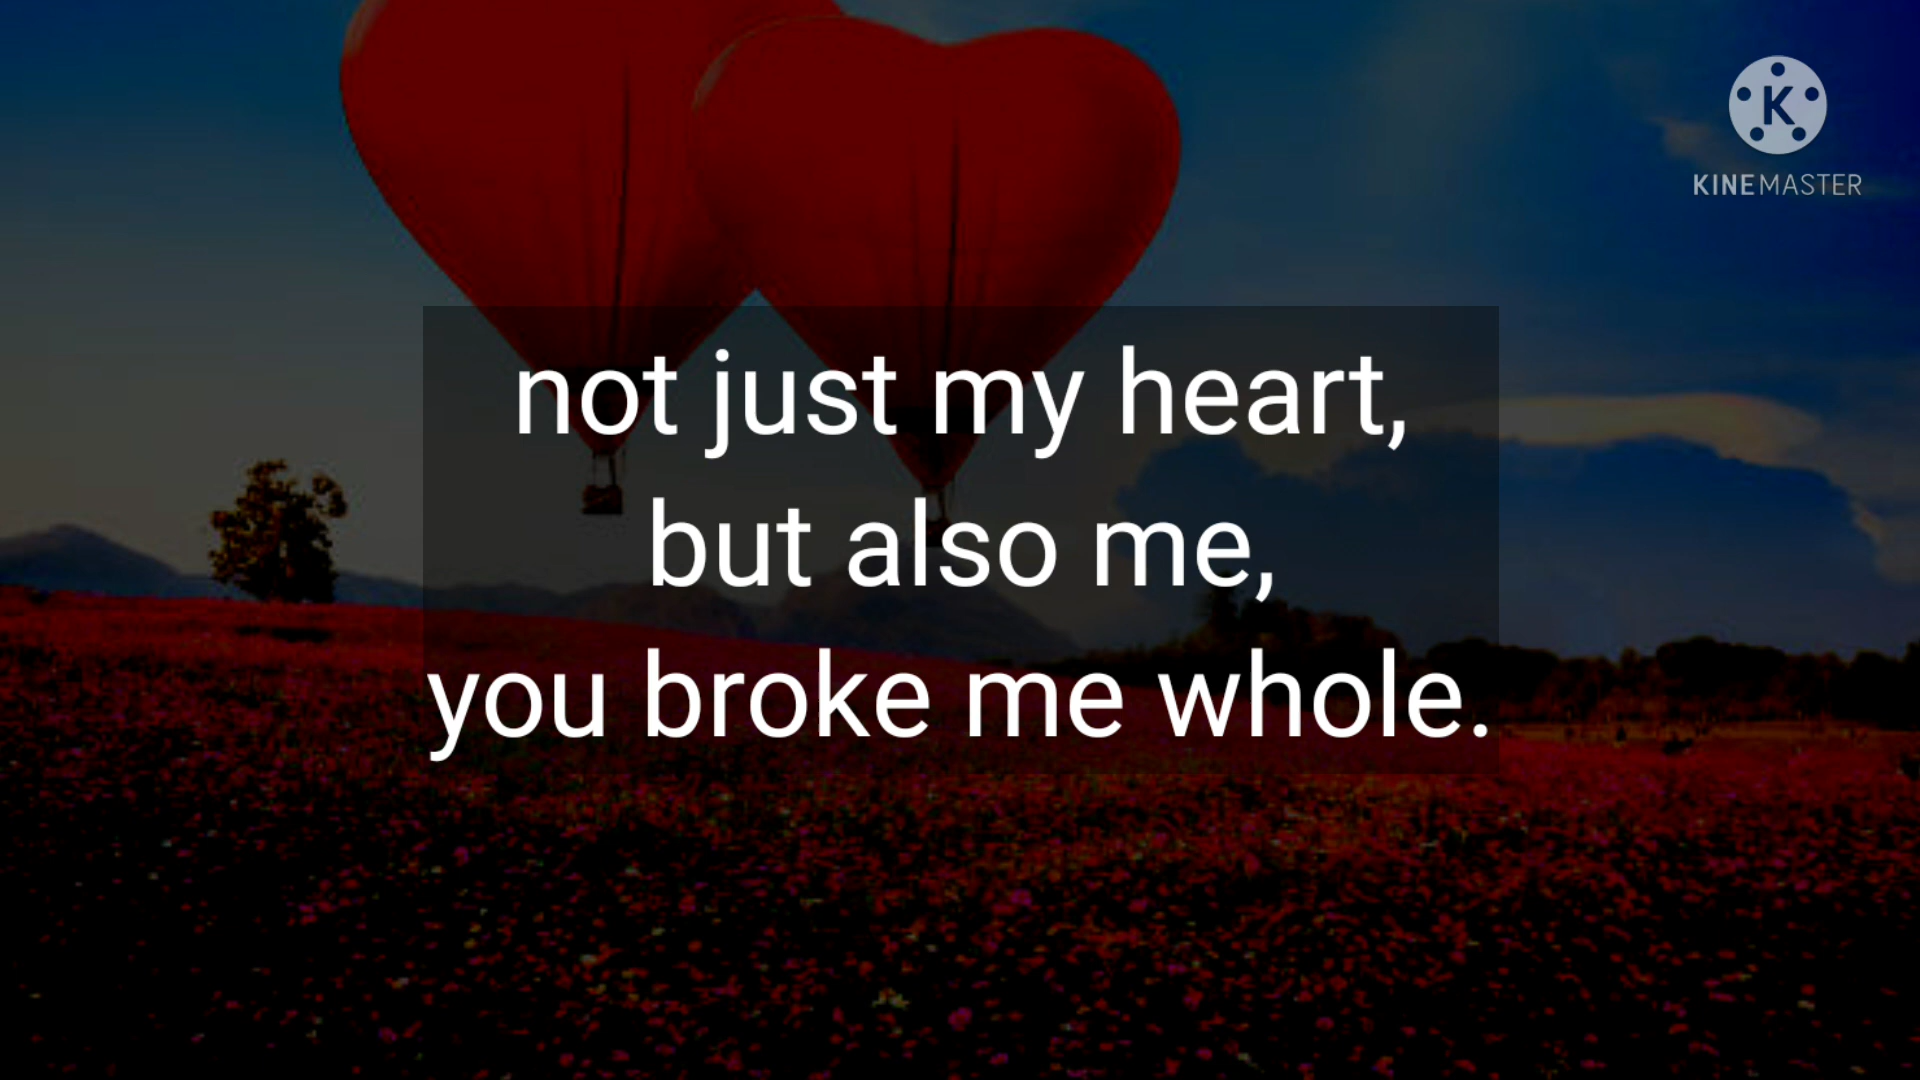 K
KINEMASTER
not just my heart,
but also me,
you broke me whole.